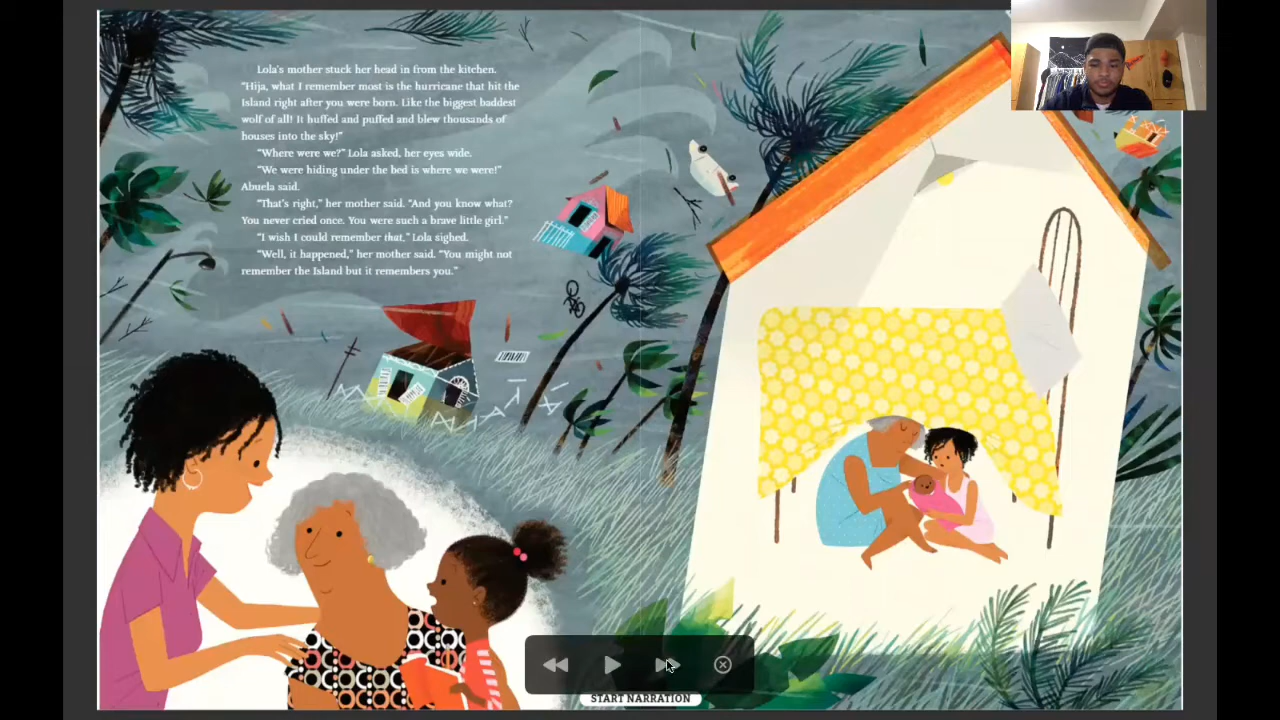 Lola's mother stuck her head in from the kitchen.
"Hija, what I remember most is the hurricane that hit the
Island right after you were born. Like the biggest baddest
wolf of all! It huffed and puffed and blew thousands of
houses into the sky!"
"Where were we?" Lola asked, her eyes wide.
"We were hiding under the bed is where we were!"
Abuela said.
"That's right," her mother said. "And you know what?
You never cried once. You were such a brave little girl."
"I wish I could remember that," Lola sighed.
"Well, it happened," her mother said. "You might not
remember the Island but it remembers you."
START NARRATION